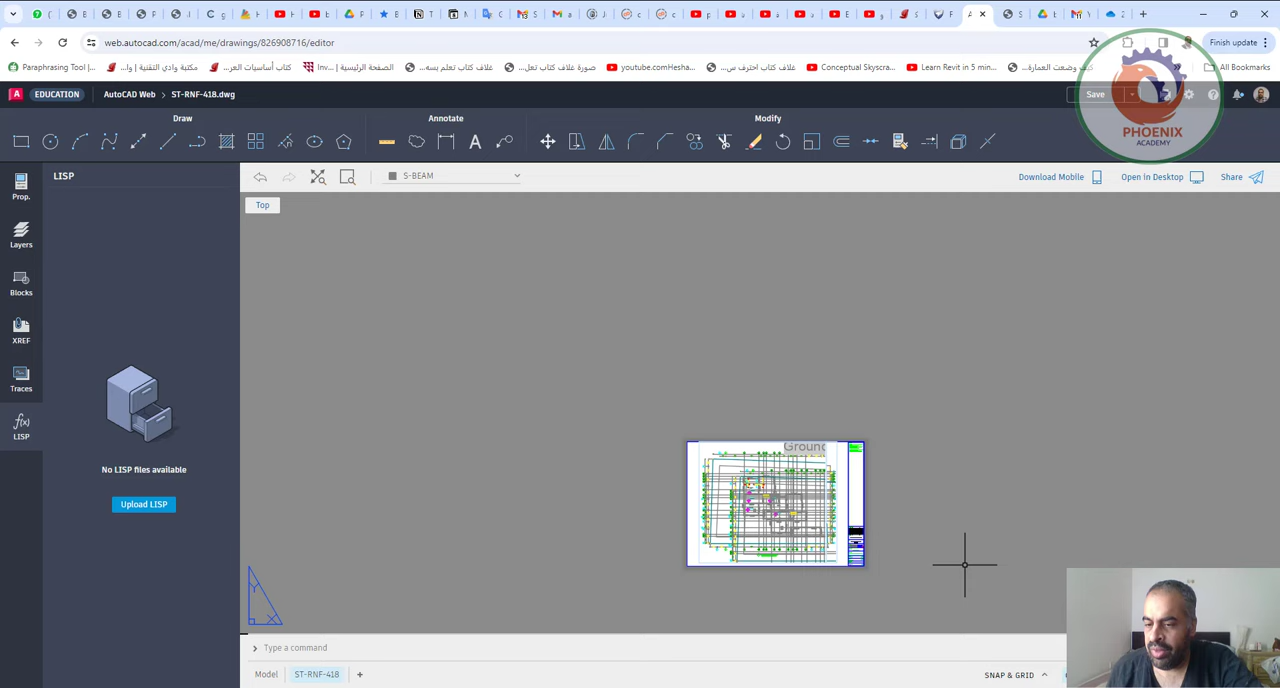 web.autocad.com/acad/me/drawings/826908716/editor
Finish update
Paraphrasing Tool |...
مكتبة وادي التقنية | وا...
كتاب أساسيات العر...
الصفحة الرئيسية | Inv...
صورة غلاف كتاب تعل...
غلاف نص...
youtube.comHesha...
غلاف كتاب احترف س...
Conceptual Skyscra...
Learn Revit in 5 min...
كيف وضعت العمارة...
All Bookmarks
A EDUCATION AutoCAD Web > ST-RNF-418.dwg
Save
Draw
Annotate
Modify
PHOENIX
ACADEMY
LISP
S-BEAM
Download Mobile
Open in Desktop
Share
Top
Prop.
Layers
Blocks
XREF
Traces
f(x)
LISP
No LISP files available
Upload LISP
Ground
Y
X
Type a command
Model
ST-RNF-418
SNAP & GRID